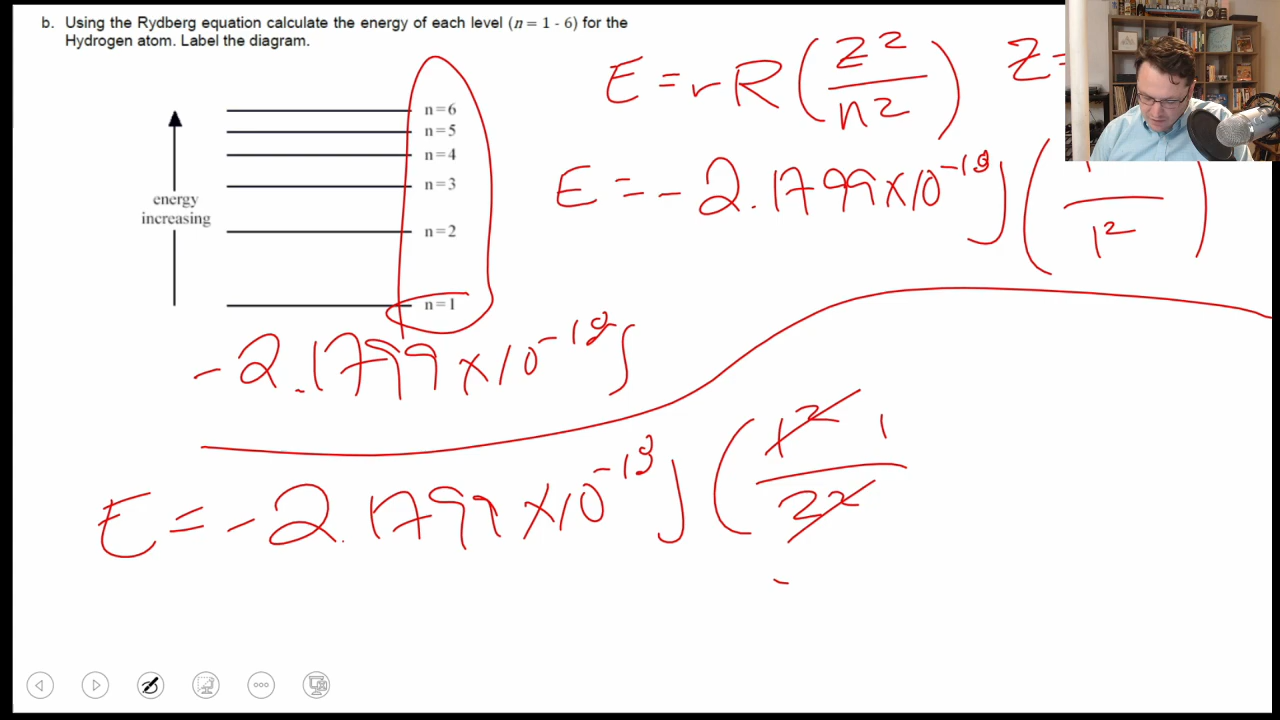 b. Using the Rydberg equation calculate the energy of each level (n = 1 - 6) for the
Hydrogen atom. Label the diagram.
E = -R (Z² / n²) Z =
n=6
n=5
n=4
n=3
n=2
n=1
energy
increasing
E = - 2.1799 x 10⁻¹⁸ J ( / 1²)
- 2.1799 x 10⁻¹⁸ J
E = - 2.1799 x 10⁻¹⁸ J (1² 1 / 2²
-